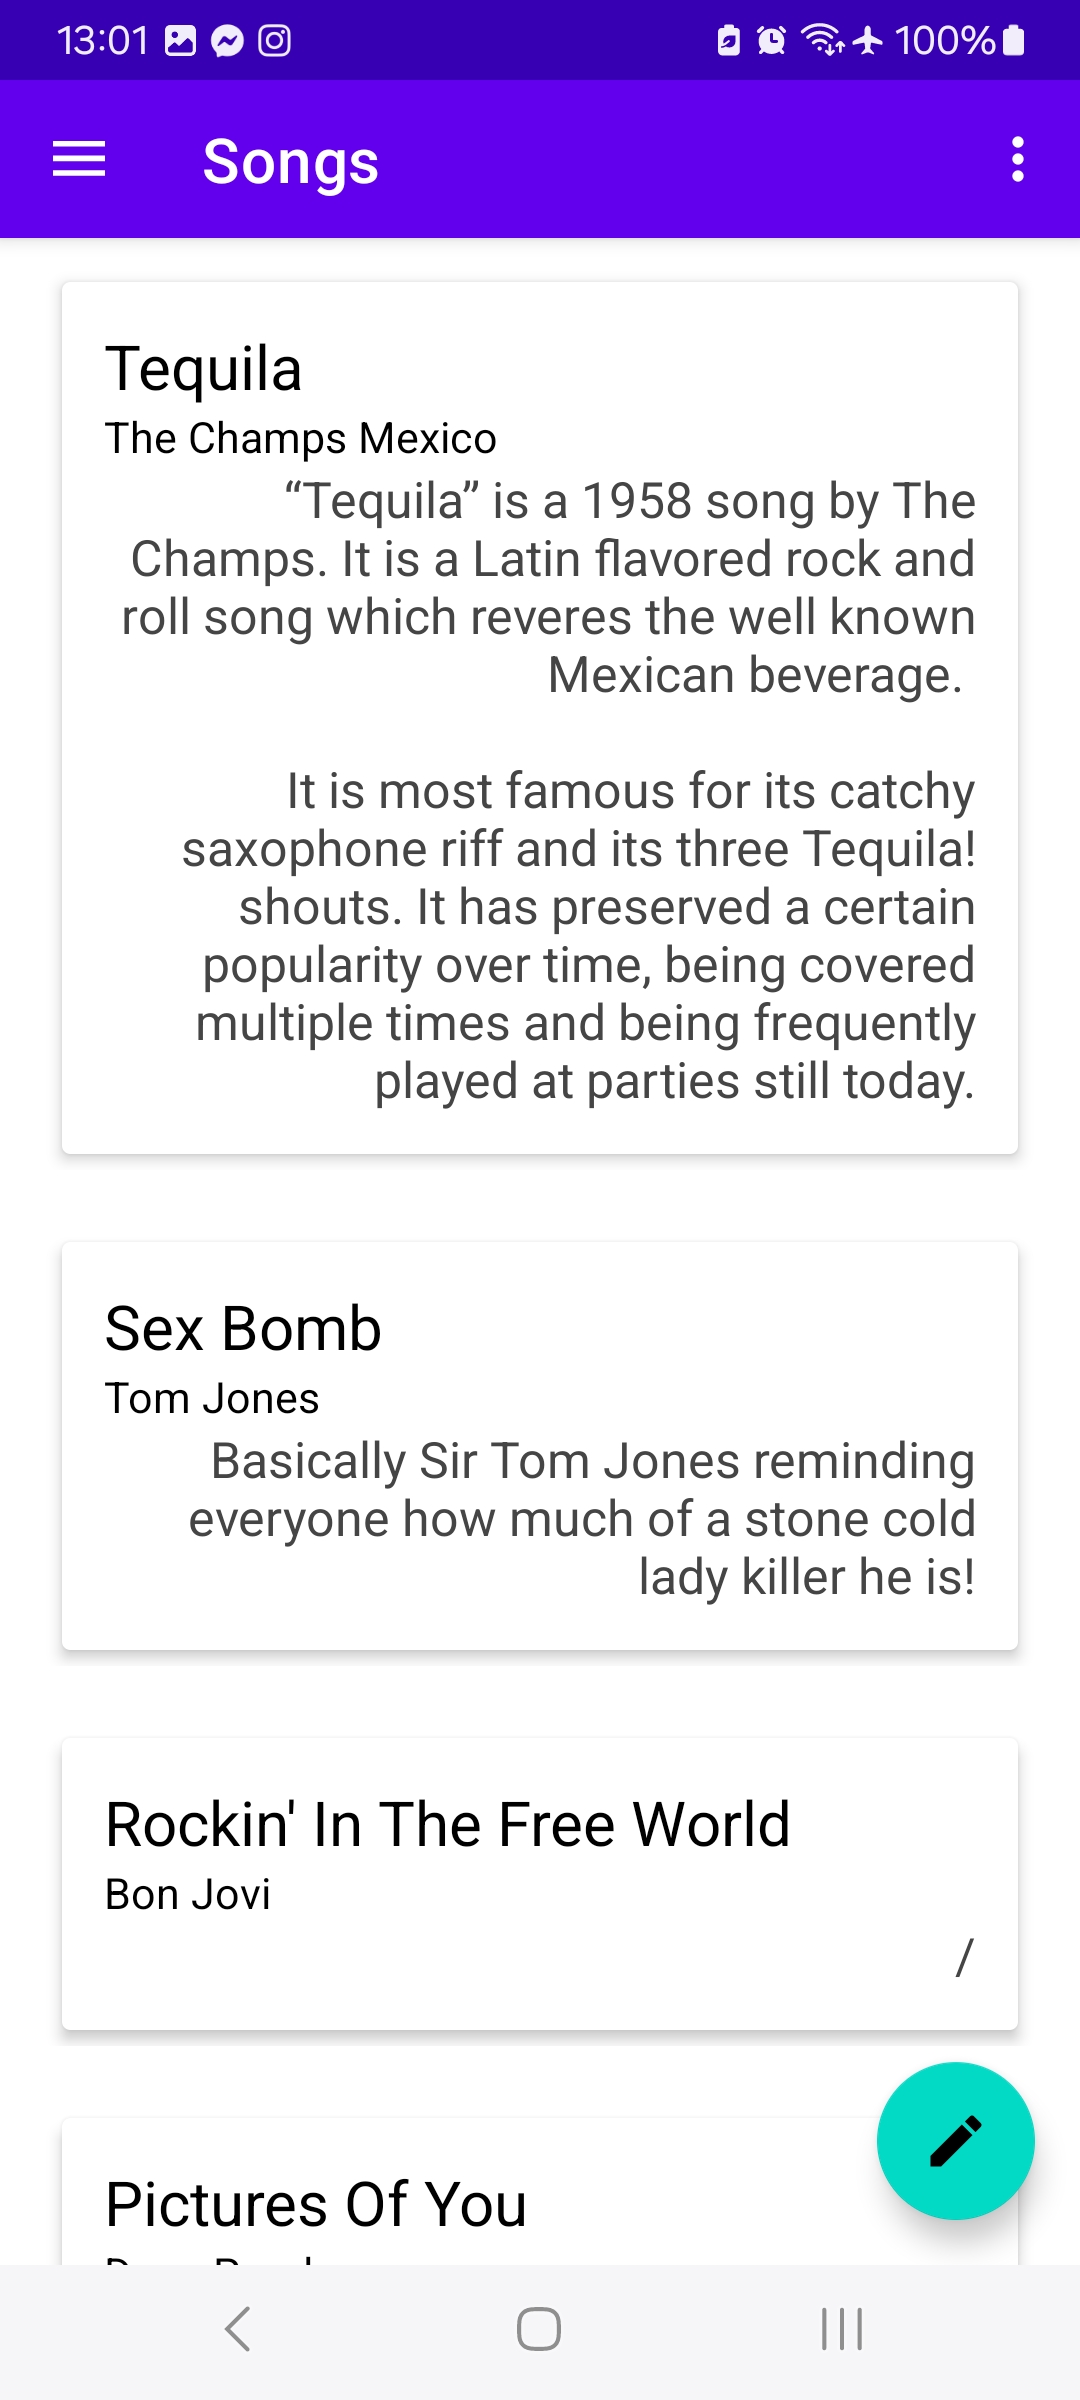 13:01
100%
Songs
Tequila
The Champs Mexico
“Tequila” is a 1958 song by The
Champs. It is a Latin flavored rock and
roll song which reveres the well known
Mexican beverage.
It is most famous for its catchy
saxophone riff and its three Tequila!
shouts. It has preserved a certain
popularity over time, being covered
multiple times and being frequently
played at parties still today.
Sex Bomb
Tom Jones
Basically Sir Tom Jones reminding
everyone how much of a stone cold
lady killer he is!
Rockin' In The Free World
Bon Jovi
/
Pictures Of You